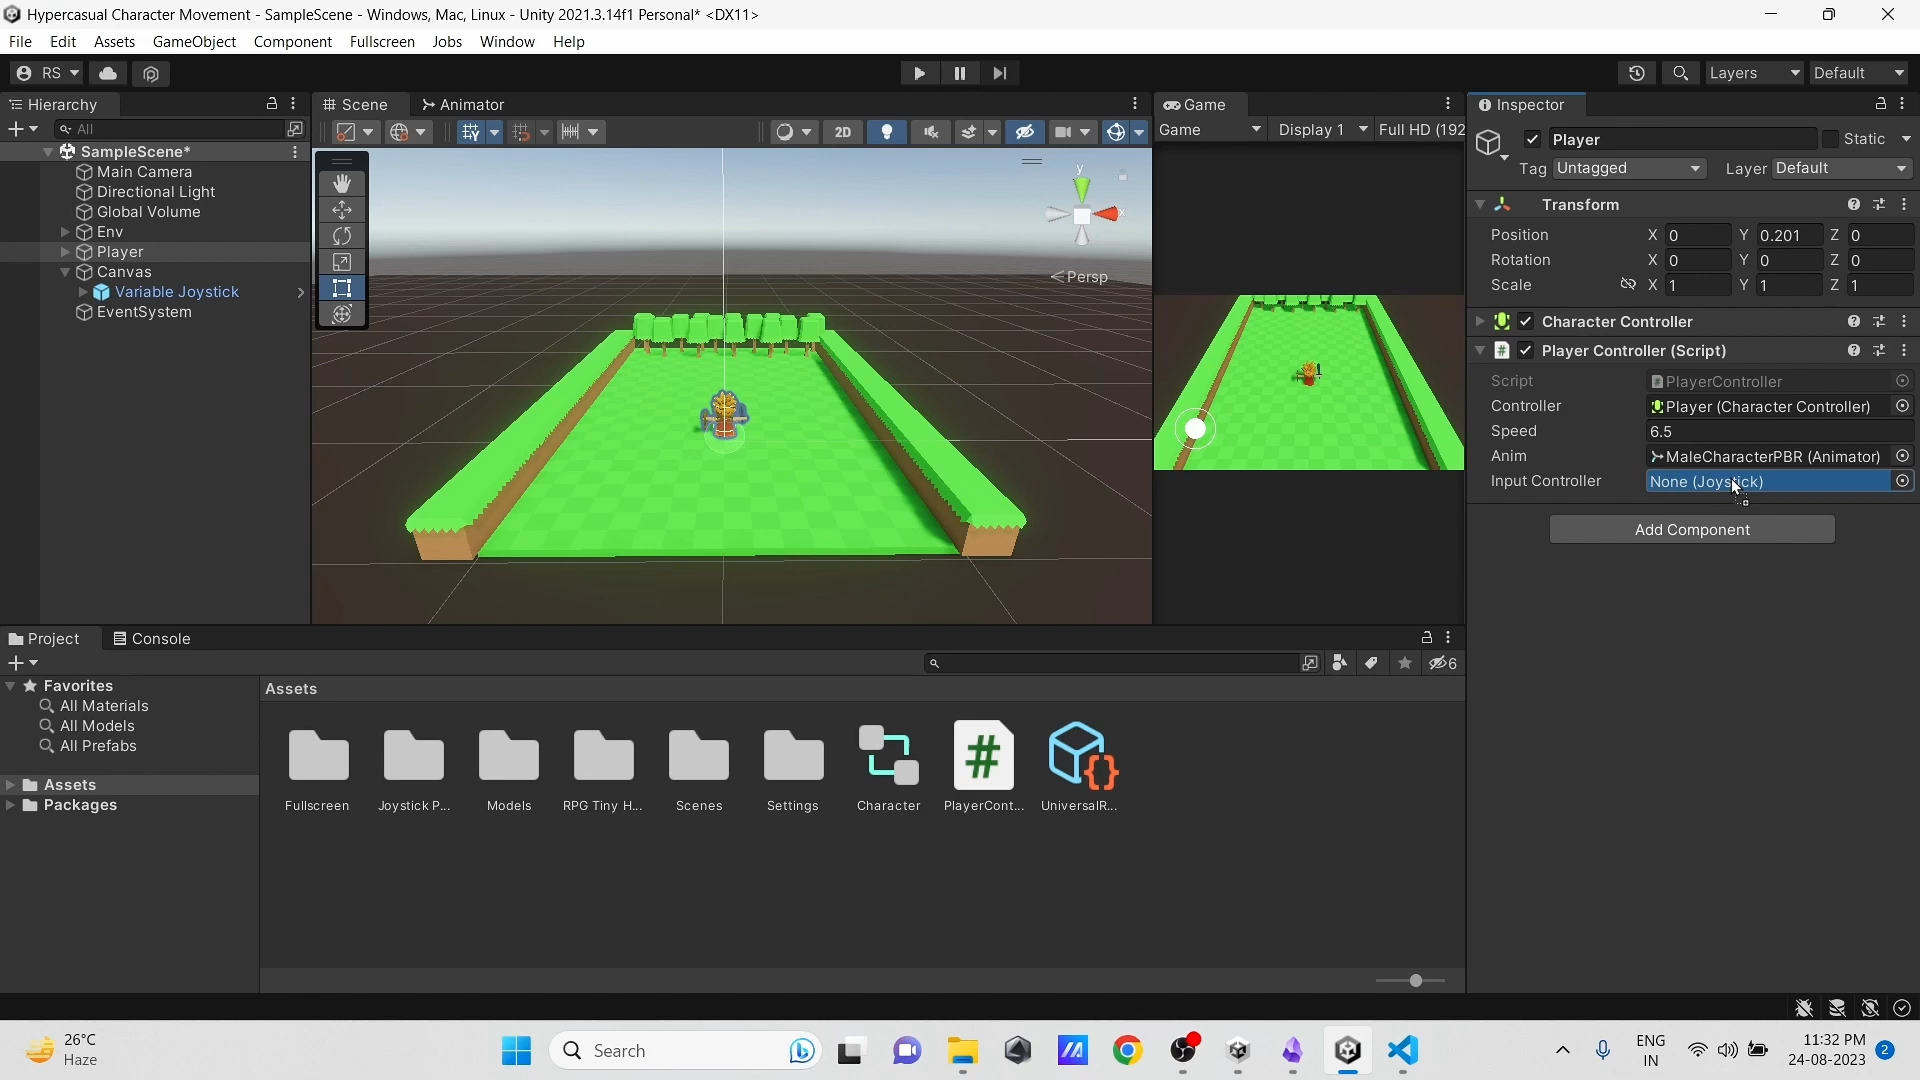 Hypercasual Character Movement - SampleScene - Windows, Mac, Linux - Unity 2021.3.14f1 Personal* <DX11>
File Edit Assets GameObject Component Fullscreen Jobs Window Help
RS
Layers
Default
Hierarchy
All
SampleScene*
Main Camera
Directional Light
Global Volume
Env
Player
Canvas
Variable Joystick
EventSystem
Scene
Animator
2D
y
x
Persp
Game
Game
Display 1
Full HD (192
Inspector
Player
Static
Tag Untagged
Layer Default
Transform
Position X 0 Y 0.201 Z 0
Rotation X 0 Y 0 Z 0
Scale X 1 Y 1 Z 1
Character Controller
Player Controller (Script)
Script PlayerController
Controller Player (Character Controller)
Speed 6.5
Anim MaleCharacterPBR (Animator)
Input Controller None (Joystick)
Add Component
Project
Console
6
Favorites
All Materials
All Models
All Prefabs
Assets
Packages
Assets
Fullscreen
Joystick P...
Models
RPG Tiny H...
Scenes
Settings
Character
PlayerCont...
UniversalR...
26°C
Haze
Search
ENG
IN
11:32 PM
24-08-2023
2